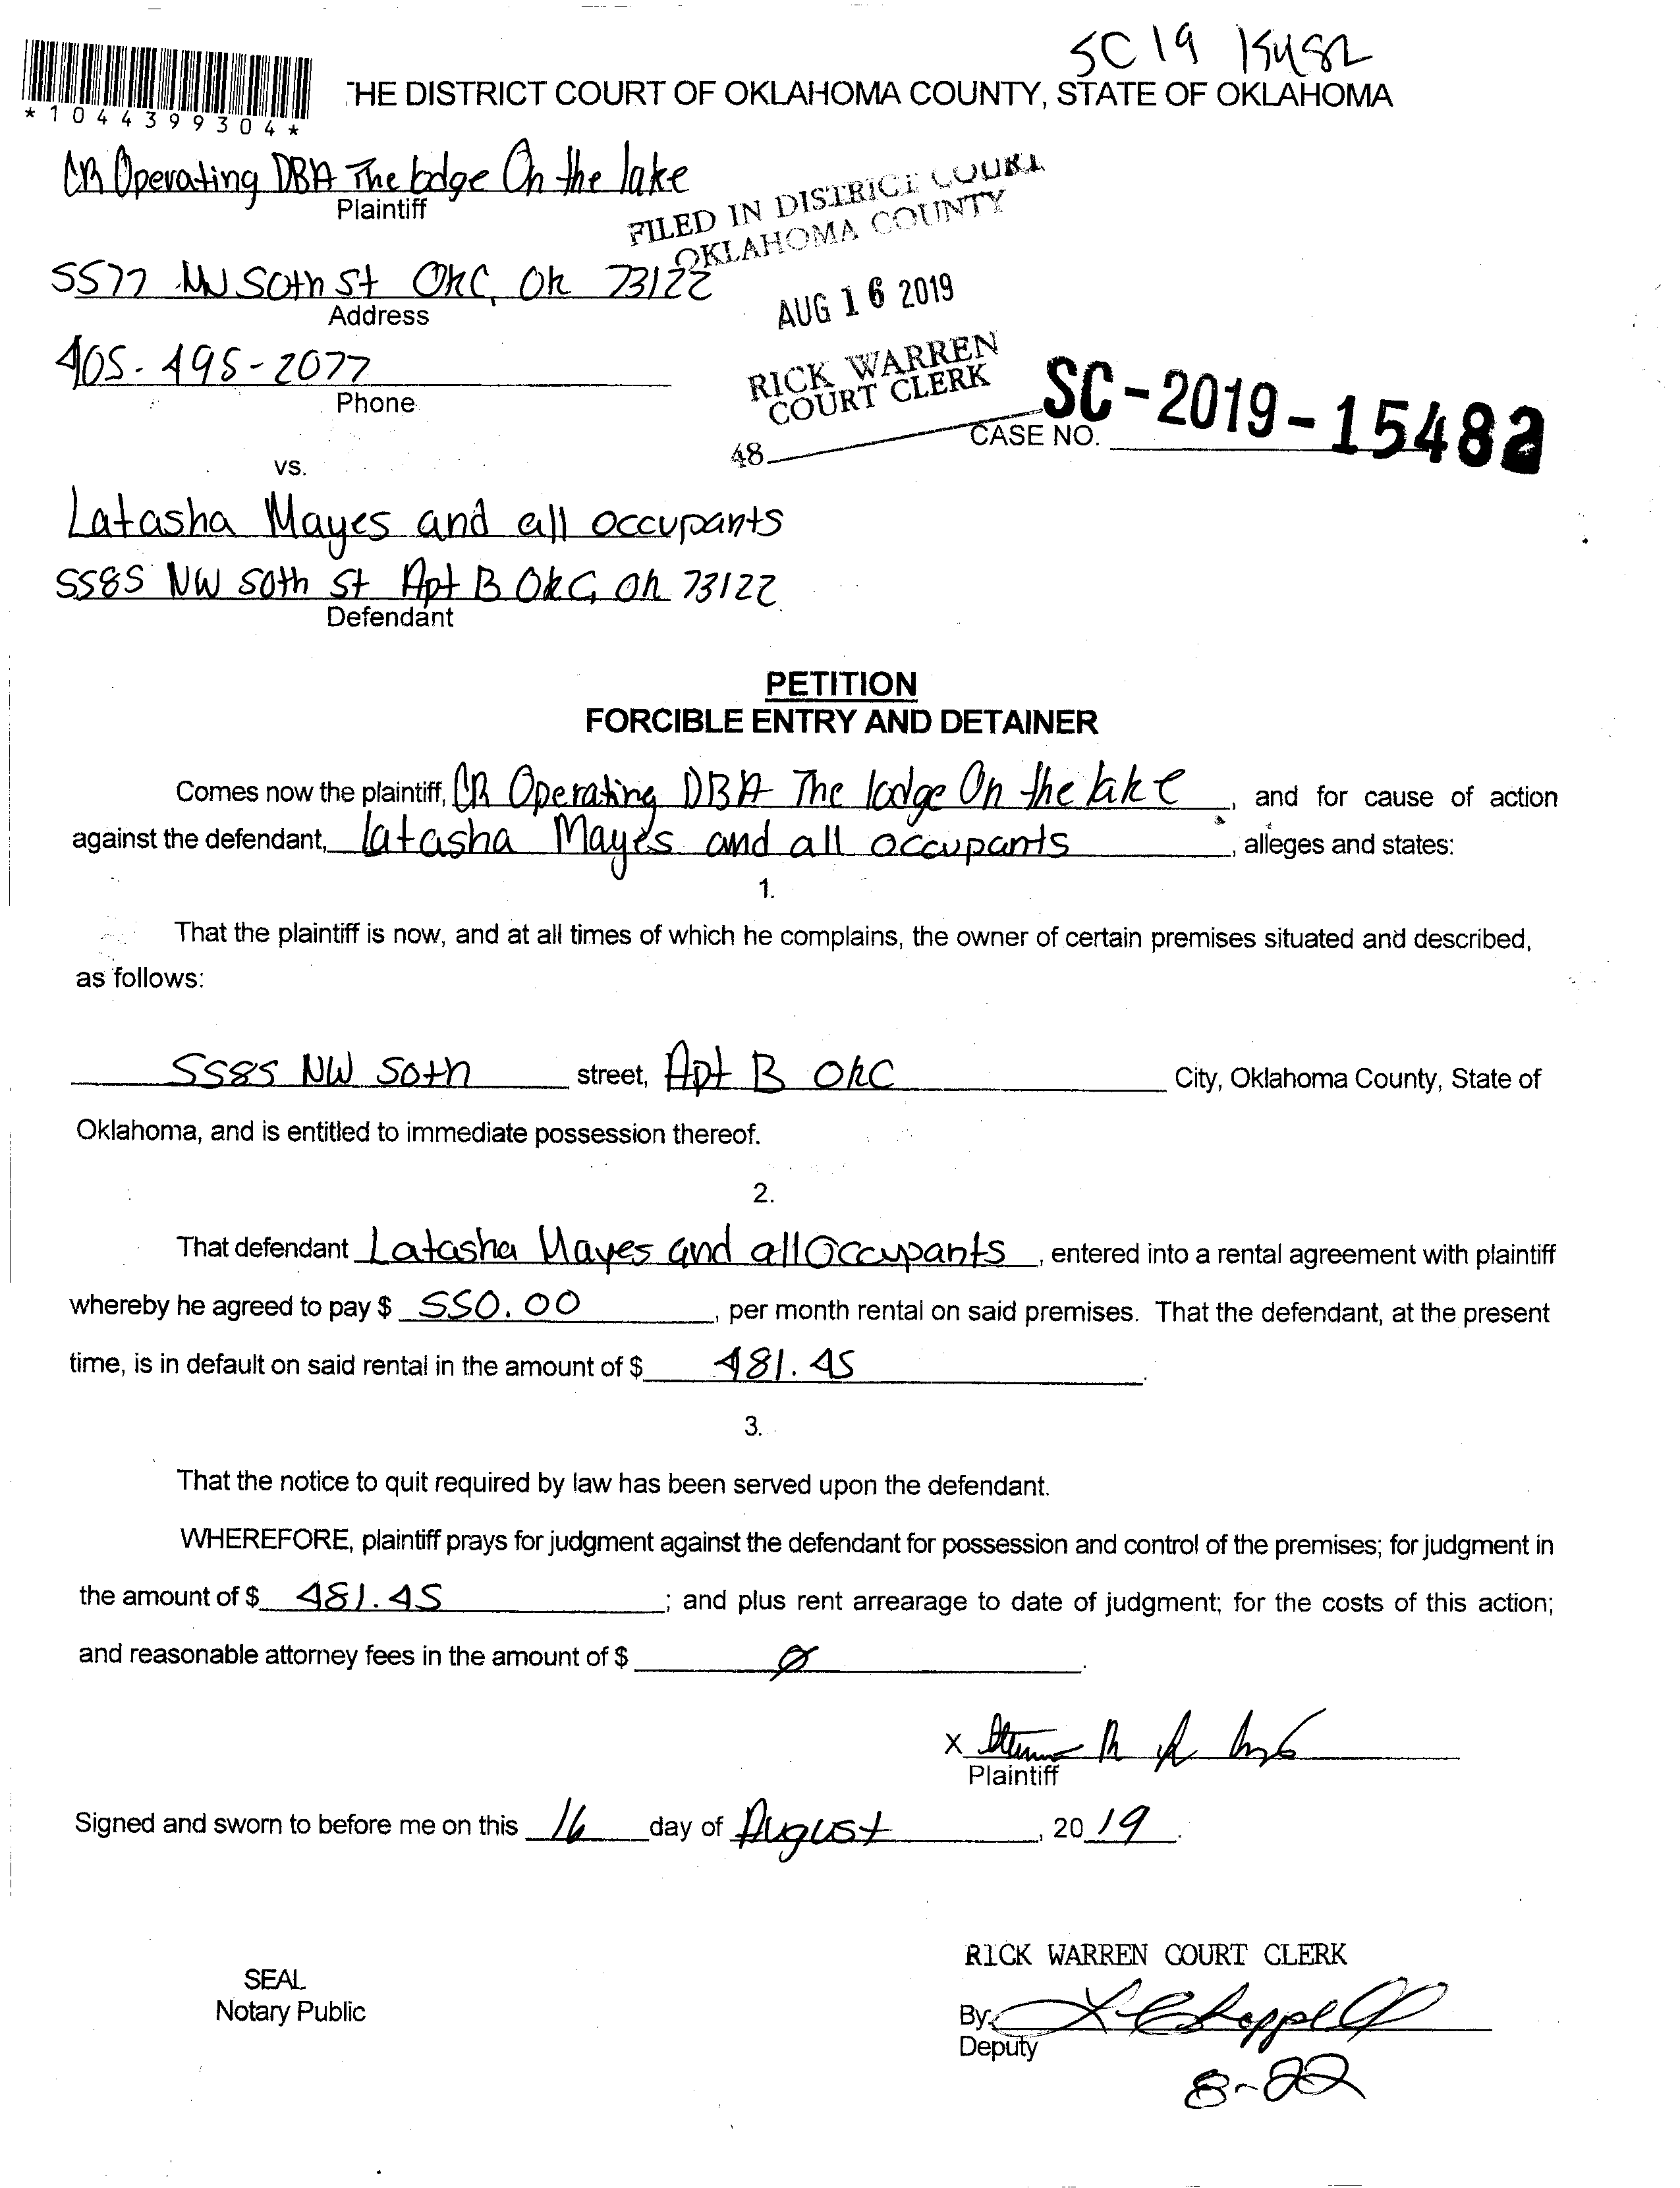 SC19 15482
*1044399304*
THE DISTRICT COURT OF OKLAHOMA COUNTY, STATE OF OKLAHOMA
CR Operating DBA The lodge On the lake
Plaintiff
FILED IN DISTRICT COURT
OKLAHOMA COUNTY
5577 NW 50th St OKC, OK 73122
Address
AUG 16 2019
405-495-2077
Phone
RICK WARREN
COURT CLERK
48
CASE NO. SC-2019-15482
vs.
Latasha Mayes and all occupants
5585 NW 50th St Apt B OKC, OK 73122
Defendant
PETITION
FORCIBLE ENTRY AND DETAINER
Comes now the plaintiff, CR Operating DBA The lodge On the lake, and for cause of action
against the defendant, latasha Mayes and all occupants, alleges and states:
1.
That the plaintiff is now, and at all times of which he complains, the owner of certain premises situated and described,
as follows:
5585 NW 50th street, Apt B OKC City, Oklahoma County, State of
Oklahoma, and is entitled to immediate possession thereof.
2.
That defendant Latasha Mayes and all Occupants, entered into a rental agreement with plaintiff
whereby he agreed to pay $ 550.00, per month rental on said premises. That the defendant, at the present
time, is in default on said rental in the amount of $ 481.45.
3.
That the notice to quit required by law has been served upon the defendant.
WHEREFORE, plaintiff prays for judgment against the defendant for possession and control of the premises; for judgment in
the amount of $ 481.45; and plus rent arrearage to date of judgment; for the costs of this action;
and reasonable attorney fees in the amount of $ Ø.
X
Plaintiff
Signed and sworn to before me on this 16 day of August, 2019.
RICK WARREN COURT CLERK
SEAL
Notary Public
By: L Chappell
Deputy
8-22